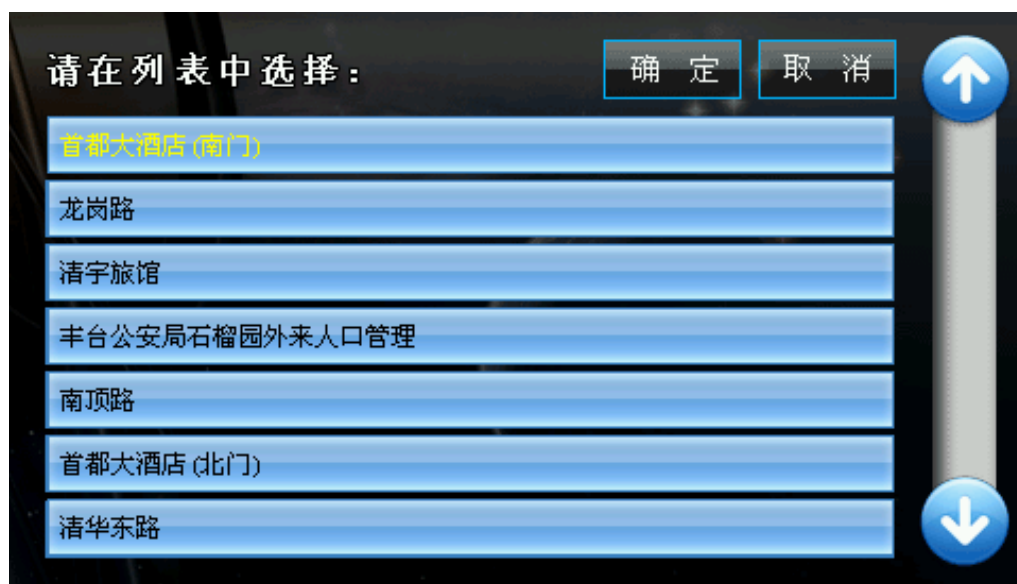 请在列表中选择：
确 定
取 消
首都大酒店(南门)
龙岗路
清宇旅馆
丰台公安局石榴园外来人口管理
南顶路
首都大酒店(北门)
清华东路